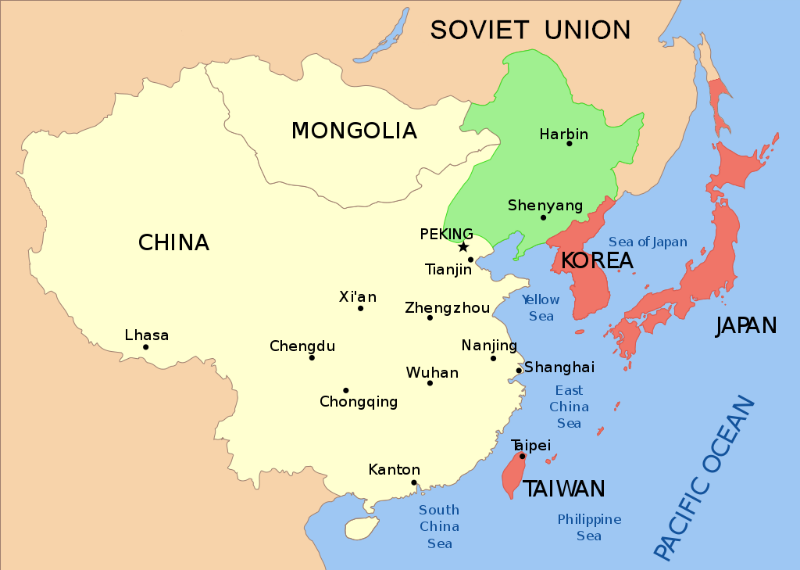 SOVIET UNION
MONGOLIA
Harbin
Shenyang
PEKING
CHINA
Sea of Japan
KOREA
Tianjin
Xi'an
Yellow
Sea
Zhengzhou
JAPAN
Lhasa
Chengdu
Nanjing
Shanghai
Wuhan
Chongqing
East
China
Sea
PACIFIC OCEAN
Taipei
Kanton
TAIWAN
South
China
Sea
Philippine
Sea